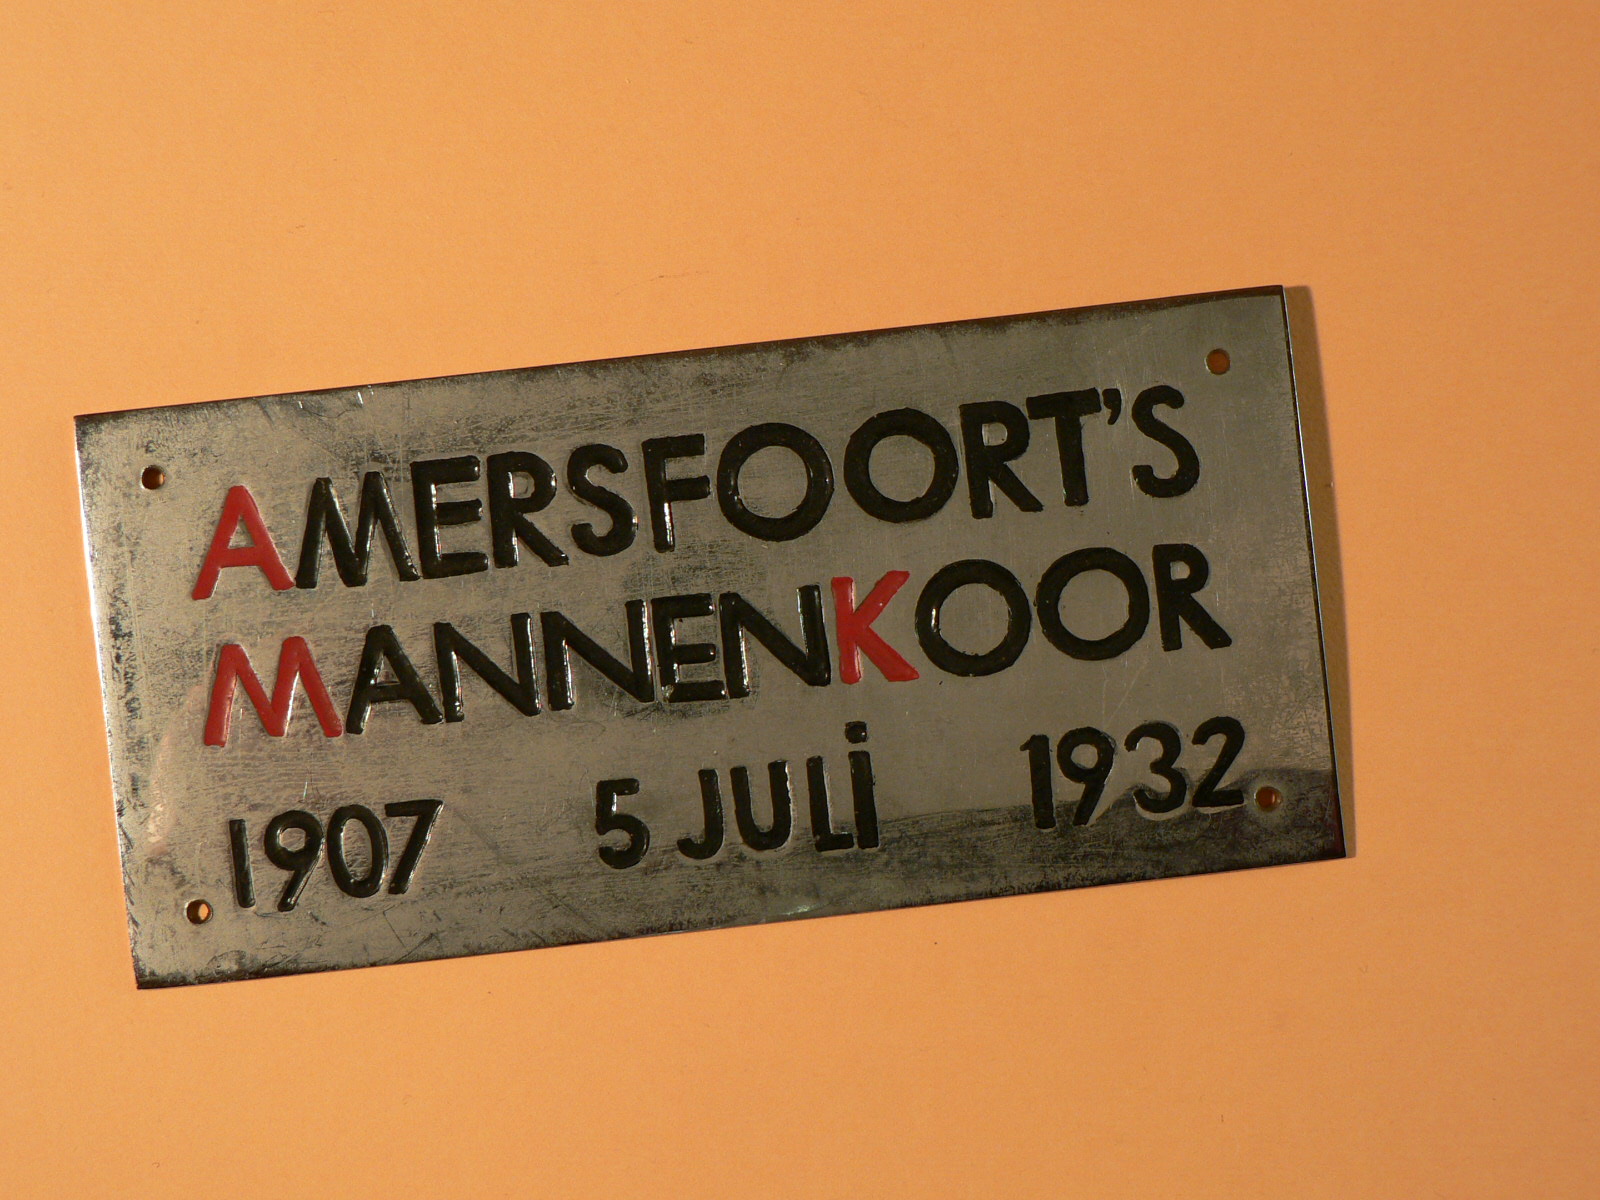 AMERSFOORT'S
MANNENKOOR
1907 5 JULi 1932